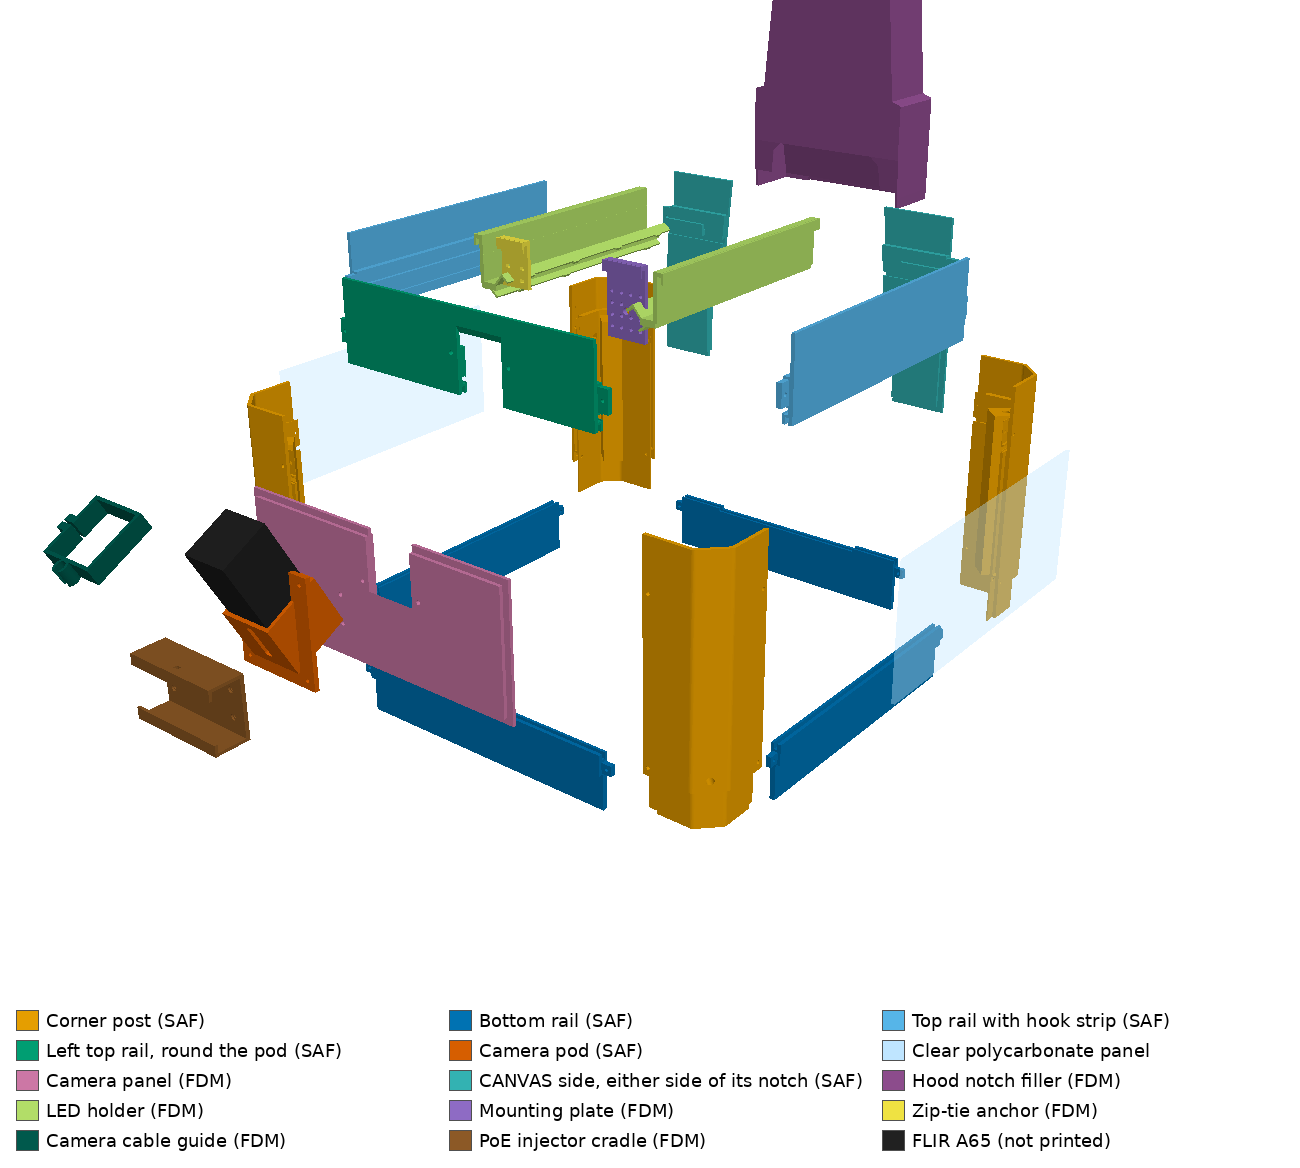 Corner post (SAF)
Bottom rail (SAF)
Top rail with hook strip (SAF)
Left top rail, round the pod (SAF)
Camera pod (SAF)
Clear polycarbonate panel
Camera panel (FDM)
CANVAS side, either side of its notch (SAF)
Hood notch filler (FDM)
LED holder (FDM)
Mounting plate (FDM)
Zip-tie anchor (FDM)
Camera cable guide (FDM)
PoE injector cradle (FDM)
FLIR A65 (not printed)